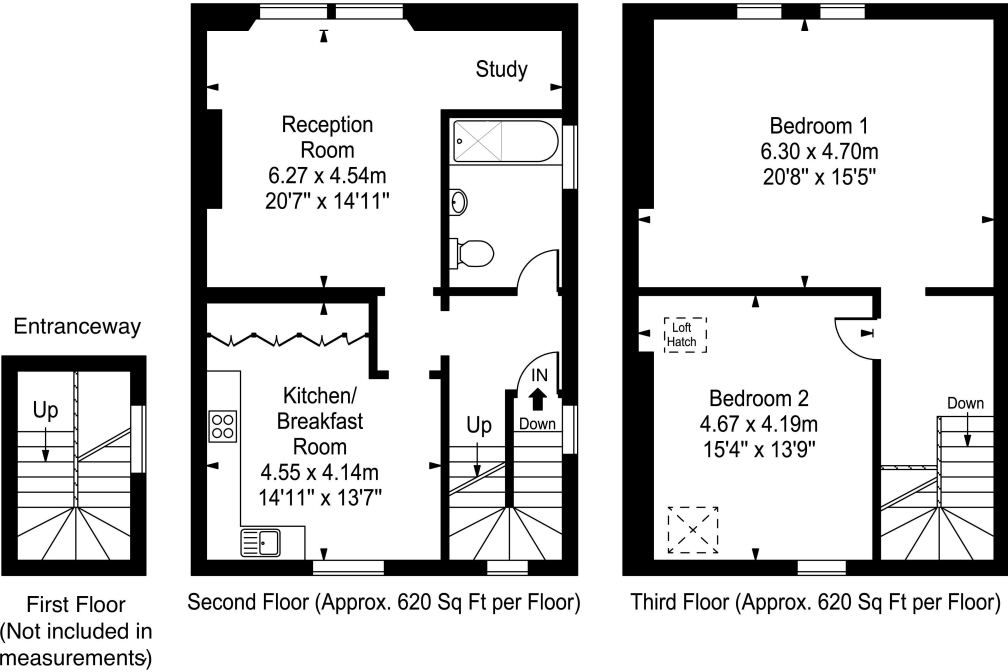 Entranceway
Up
First Floor
(Not included in
measurements)
Study
Reception
Room
6.27 x 4.54m
20'7" x 14'11"
Kitchen/
Breakfast
Room
4.55 x 4.14m
14'11" x 13'7"
IN
Up
Down
Second Floor (Approx. 620 Sq Ft per Floor)
Bedroom 1
6.30 x 4.70m
20'8" x 15'5"
Loft
Hatch
Bedroom 2
4.67 x 4.19m
15'4" x 13'9"
Down
Third Floor (Approx. 620 Sq Ft per Floor)